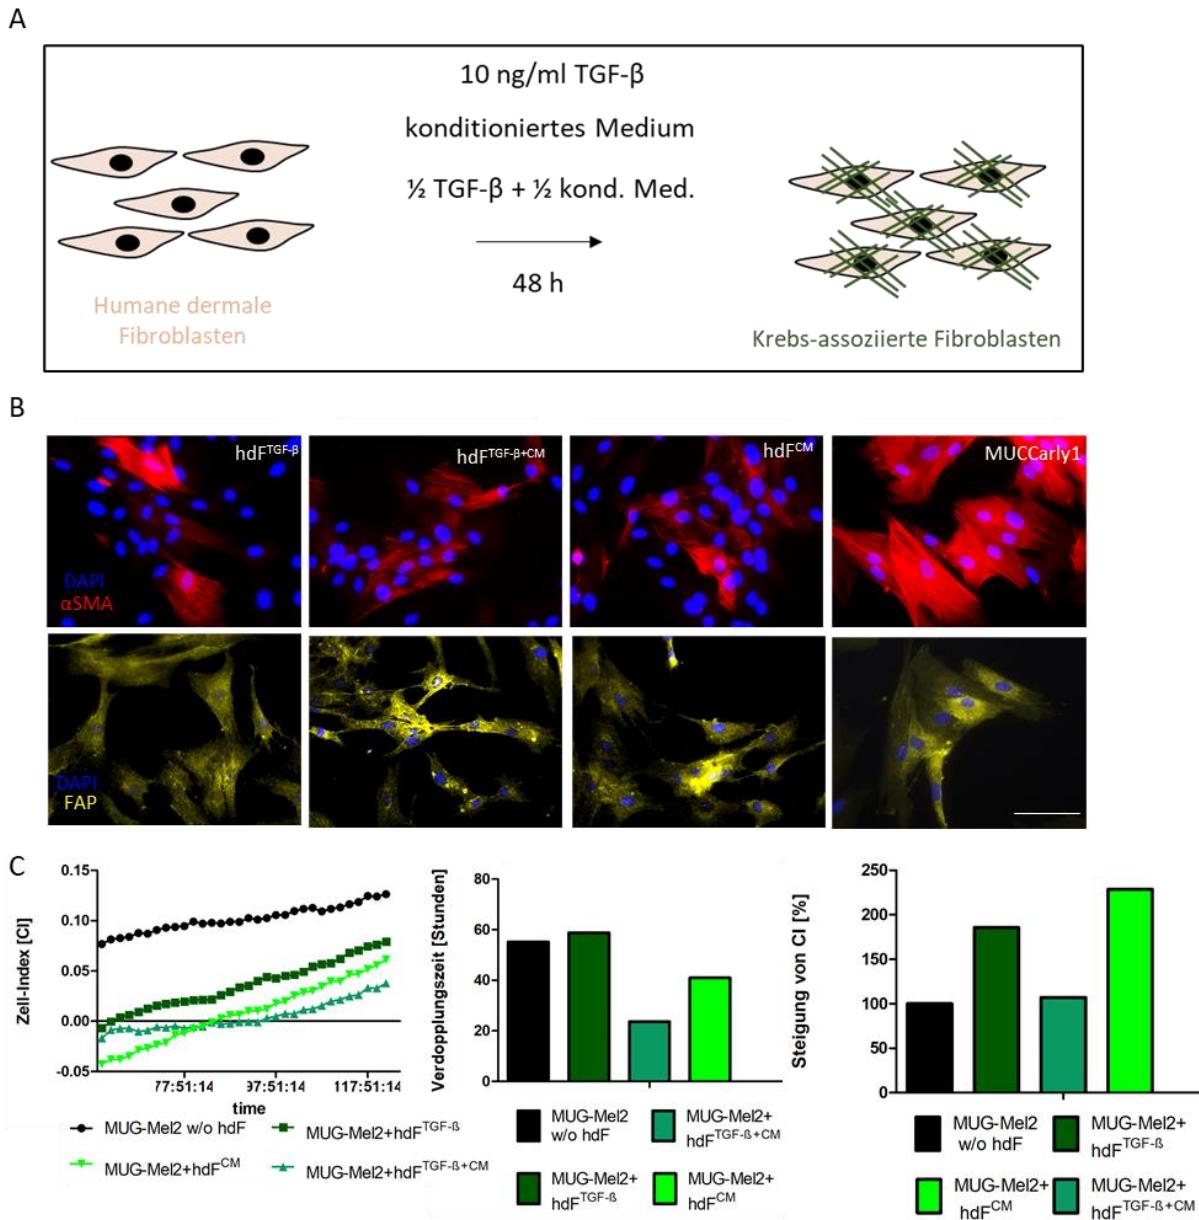 A
10 ng/ml TGF-β
konditioniertes Medium
½ TGF-β + ½ kond. Med.
48 h
Humane dermale
Fibroblasten
Krebs-assoziierte Fibroblasten
B
hdF^TGF-β
hdF^TGF-β+CM
hdF^CM
MUCCarly1
DAPI
αSMA
DAPI
FAP
C
Zell-Index [CI]
0.15
0.10
0.05
0.00
-0.05
77:51:14
97:51:14
117:51:14
time
MUG-Mel2 w/o hdF
MUG-Mel2+hdF^TGF-ß
MUG-Mel2+hdF^CM
MUG-Mel2+hdF^TGF-ß+CM
Verdopplungszeit [Stunden]
80
60
40
20
0
MUG-Mel2
w/o hdF
MUG-Mel2+
hdF^TGF-ß+CM
MUG-Mel2+
hdF^TGF-ß
MUG-Mel2+
hdF^CM
Steigung von CI [%]
250
200
150
100
50
0
MUG-Mel2
w/o hdF
MUG-Mel2+
hdF^TGF-ß
MUG-Mel2+
hdF^CM
MUG-Mel2+
hdF^TGF-ß+CM